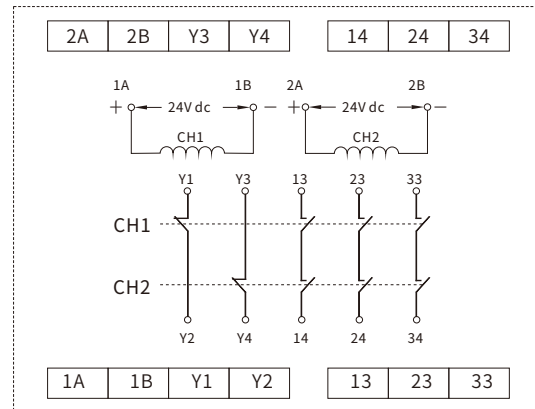 2A 2B Y3 Y4 14 24 34
1A 1B 2A 2B
+ 24V dc − + 24V dc −
CH1 CH2
Y1 Y3 13 23 33
CH1
CH2
Y2 Y4 14 24 34
1A 1B Y1 Y2 13 23 33